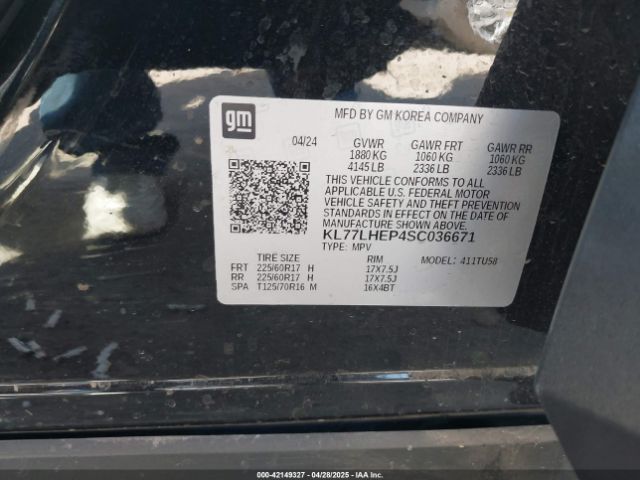 gm
MFD BY GM KOREA COMPANY
04/24 GVWR GAWR FRT GAWR RR
1880 KG 1060 KG 1060 KG
4145 LB 2336 LB 2336 LB
THIS VEHICLE CONFORMS TO ALL
APPLICABLE U.S. FEDERAL MOTOR
VEHICLE SAFETY AND THEFT PREVENTION
STANDARDS IN EFFECT ON THE DATE OF
MANUFACTURE SHOWN ABOVE.
KL77LHEP4SC036671
TYPE: MPV
TIRE SIZE RIM MODEL: 411TU58
FRT 225/60R17 H 17X7.5J
RR 225/60R17 H 17X7.5J
SPA T125/70R16 M 16X4BT
000-42149327 - 04/28/2025 - IAAI.COM